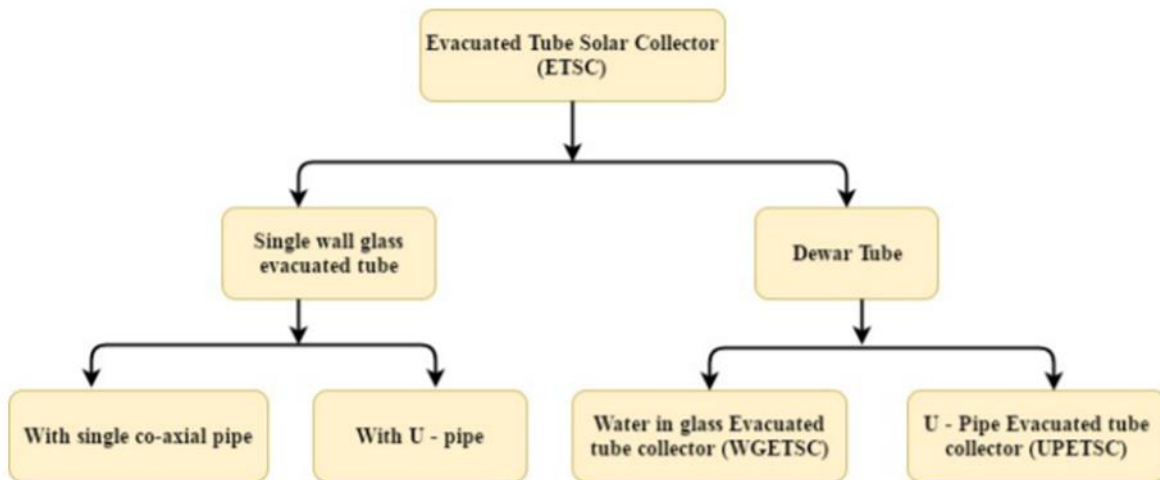 Evacuated Tube Solar Collector
(ETSC)
Single wall glass
evacuated tube
Dewar Tube
With single co-axial pipe
With U - pipe
Water in glass Evacuated
tube collector (WGETSC)
U - Pipe Evacuated tube
collector (UPETSC)